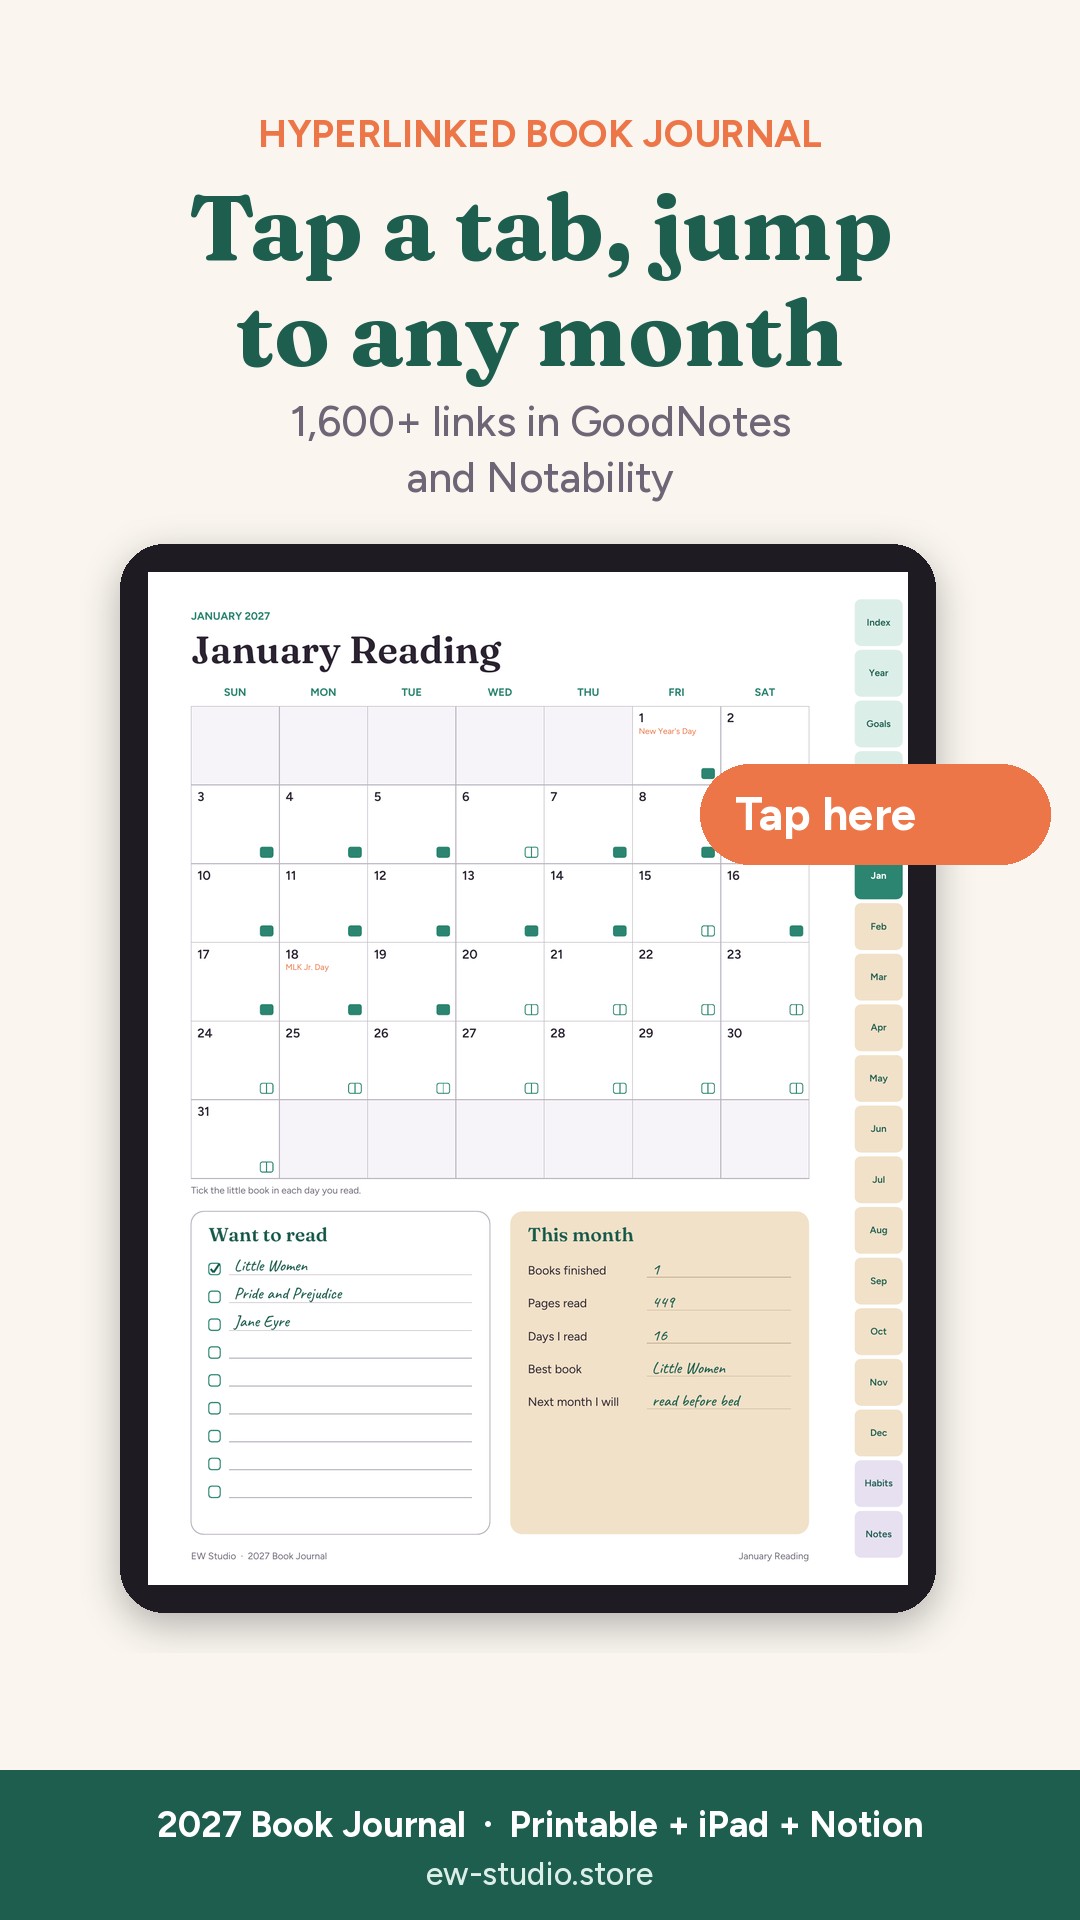 HYPERLINKED BOOK JOURNAL
Tap a tab, jump
to any month
1,600+ links in GoodNotes
and Notability
JANUARY 2027
January Reading
SUN MON TUE WED THU FRI SAT
1 2
New Year's Day
3 4 5 6 7 8
10 11 12 13 14 15 16
17 18 19 20 21 22 23
MLK Jr. Day
24 25 26 27 28 29 30
31
Tick the little book in each day you read.
Want to read
Little Women
Pride and Prejudice
Jane Eyre
This month
Books finished 1
Pages read 449
Days I read 16
Best book Little Women
Next month I will read before bed
EW Studio · 2027 Book Journal
January Reading
Index
Year
Goals
Tap here
Jan
Feb
Mar
Apr
May
Jun
Jul
Aug
Sep
Oct
Nov
Dec
Habits
Notes
2027 Book Journal · Printable + iPad + Notion
ew-studio.store